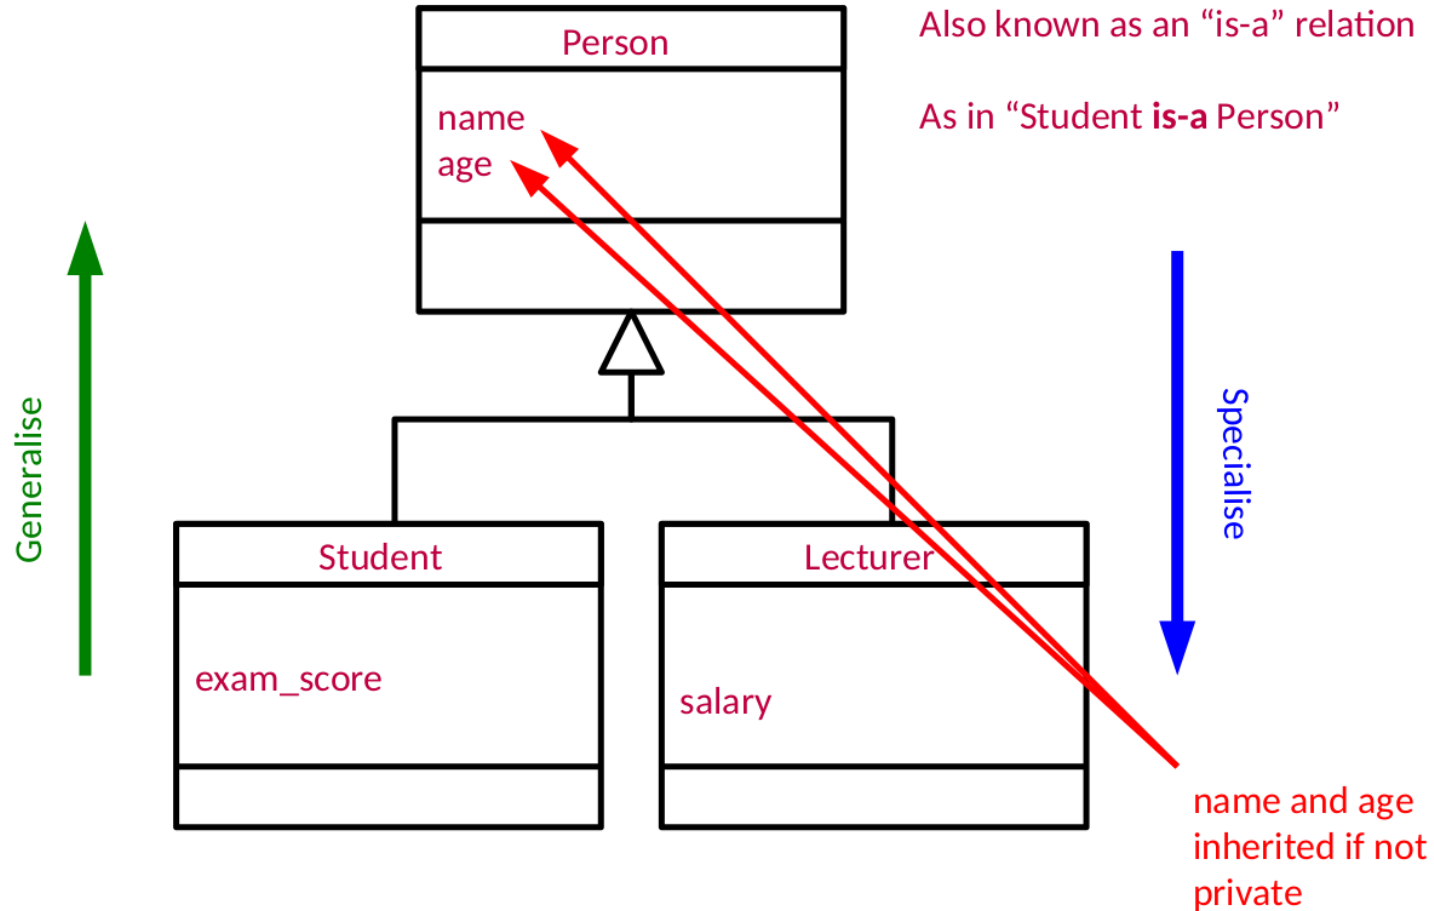 Person
Also known as an “is-a” relation
name
As in “Student is-a Person”
age
Generalise
Specialise
Student
Lecturer
exam_score
salary
name and age
inherited if not
private